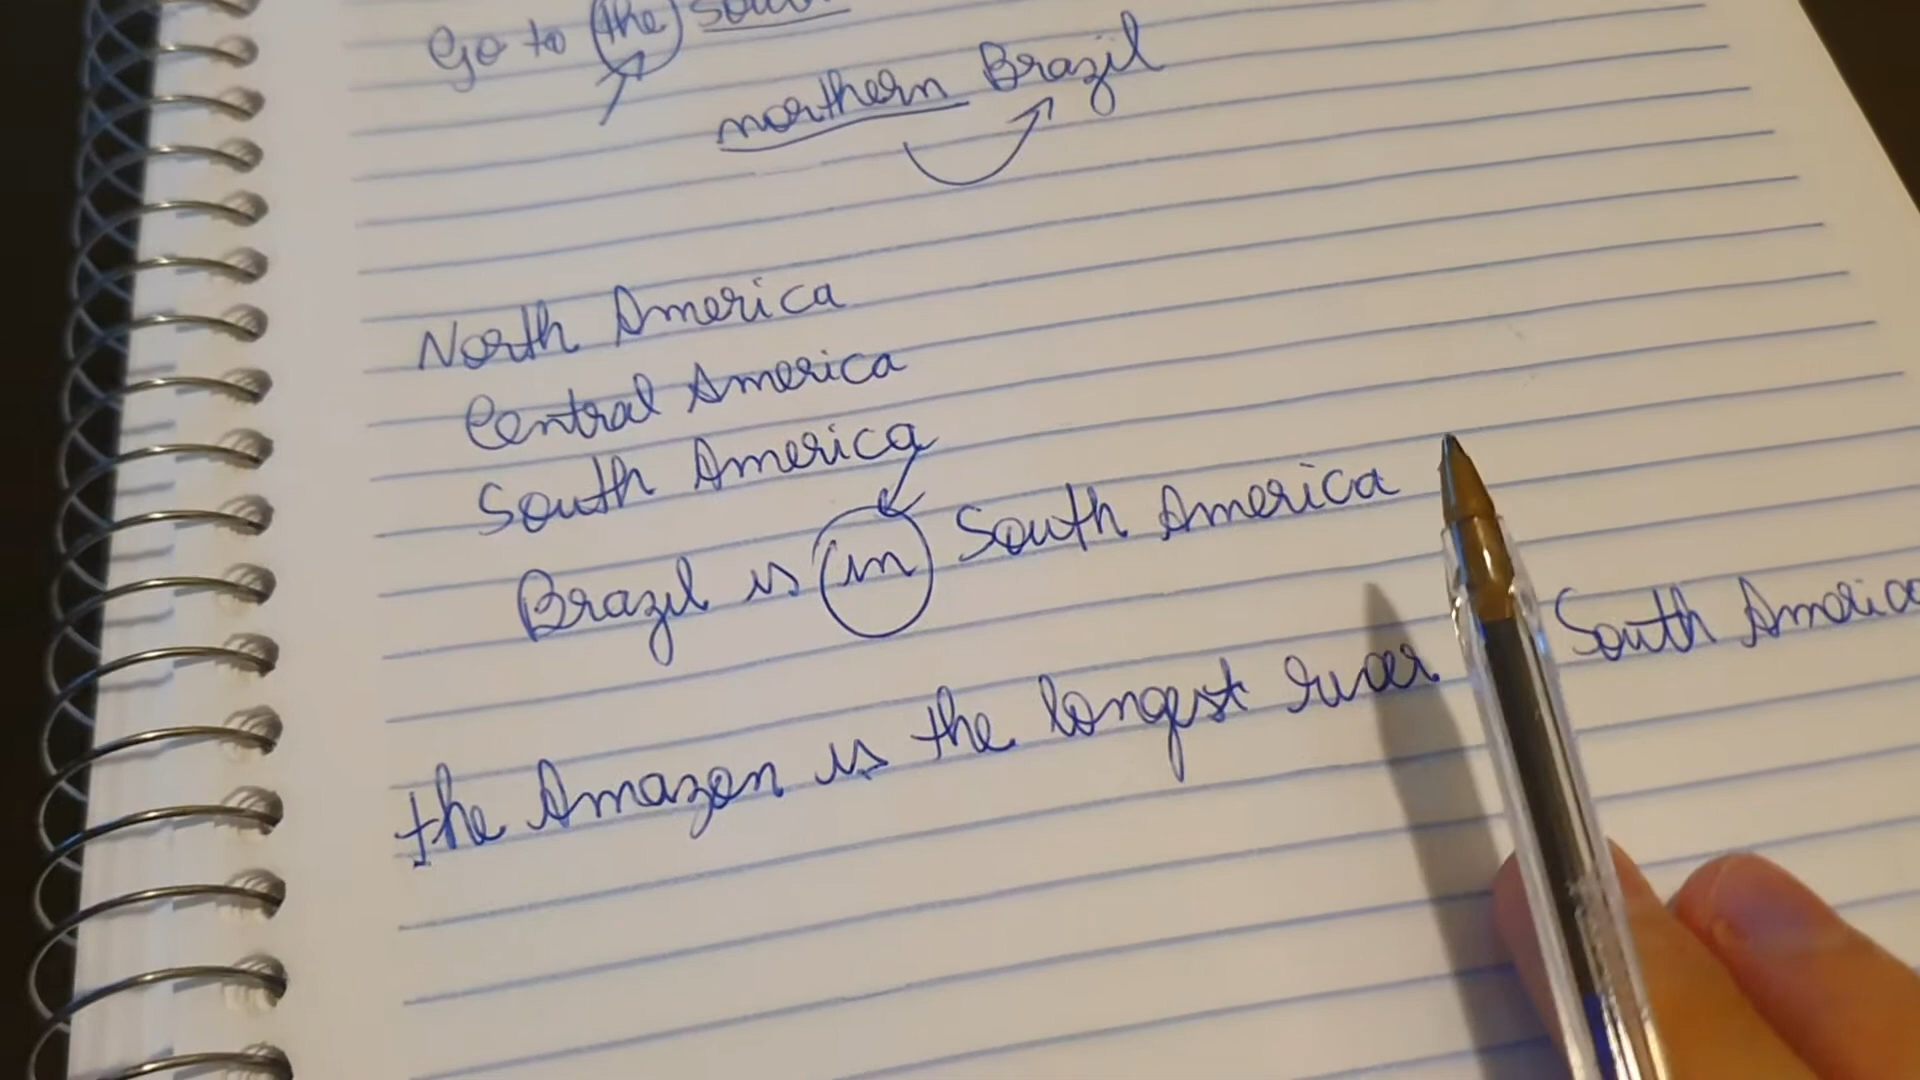 Go to the
northern Brazil
North America
Central America
South America
Brazil is in South America
the Amazon is the longest river South America